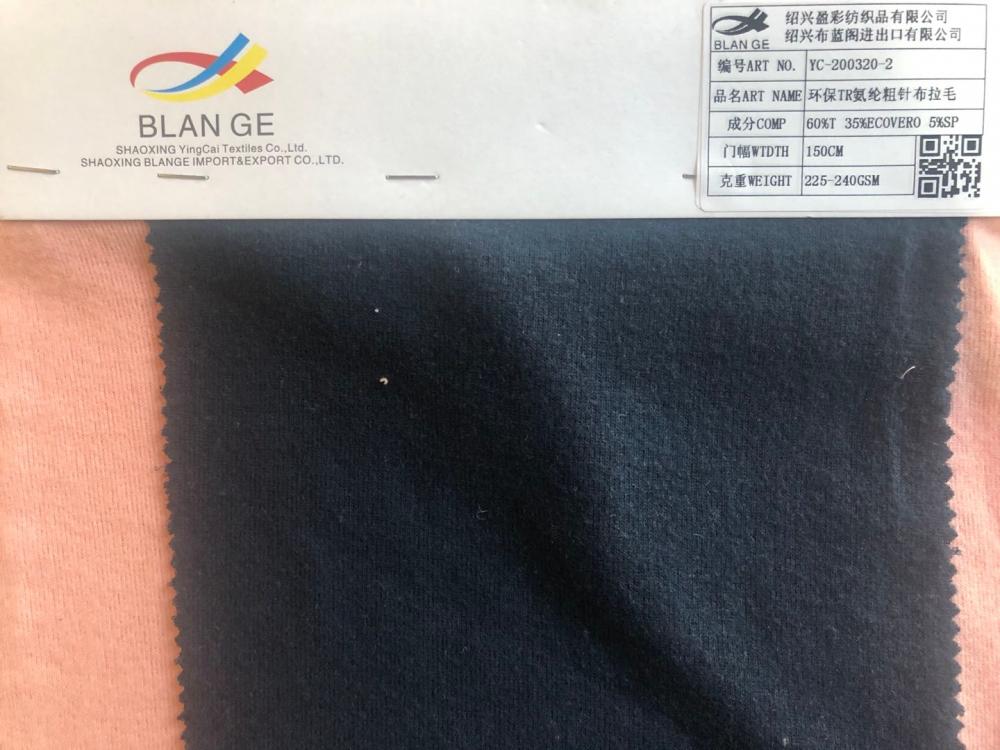 BLAN GE
SHAOXING YingCai Textiles Co.,Ltd.
SHAOXING BLANGE IMPORT&EXPORT CO.,LTD.
BLAN GE
绍兴盈彩纺织品有限公司
绍兴布蓝阁进出口有限公司
编号ART NO. YC-200320-2
品名ART NAME 环保TR氨纶粗针布拉毛
成分COMP 60%T 35%ECOVERO 5%SP
门幅WTDTH 150CM
克重WEIGHT 225-240GSM